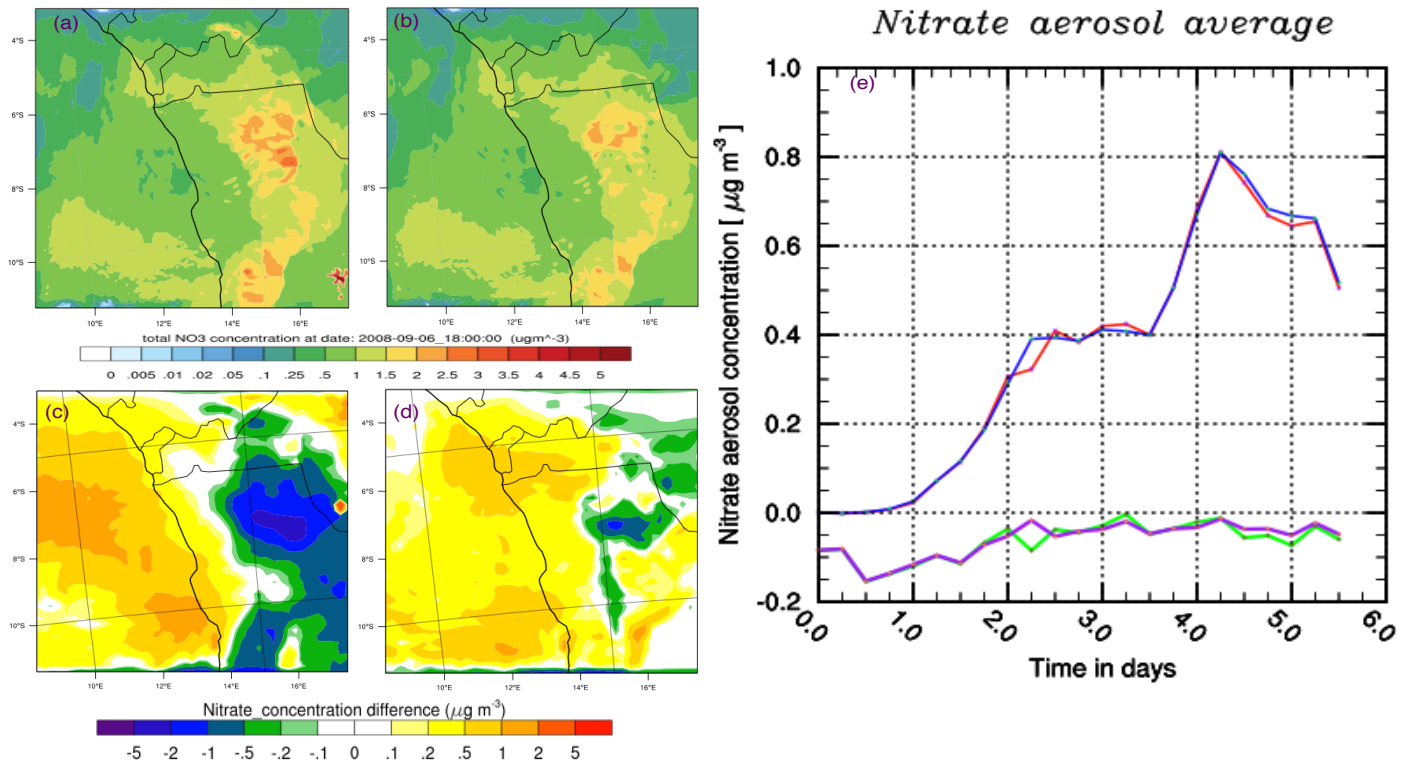 (a)
4°S
6°S
8°S
10°S
10°E 12°E 14°E 16°E
(b)
4°S
6°S
8°S
10°S
10°E 12°E 14°E 16°E
total NO3 concentration at date: 2008-09-06_18:00:00 (ugm^-3)
0 .005 .01 .02 .05 .1 .25 .5 1 1.5 2 2.5 3 3.5 4 4.5 5
(c)
4°S
6°S
8°S
10°S
10°E 12°E 14°E 16°E
(d)
4°S
6°S
8°S
10°S
10°E 12°E 14°E 16°E
Nitrate_concentration difference (μg m⁻³)
-5 -2 -1 -.5 -.2 -.1 0 .1 .2 .5 1 2 5
Nitrate aerosol average
(e)
Nitrate aerosol concentration [ μg m⁻³ ]
1.0
0.8
0.6
0.4
0.2
0.0
-0.2
0.0 1.0 2.0 3.0 4.0 5.0 6.0
Time in days